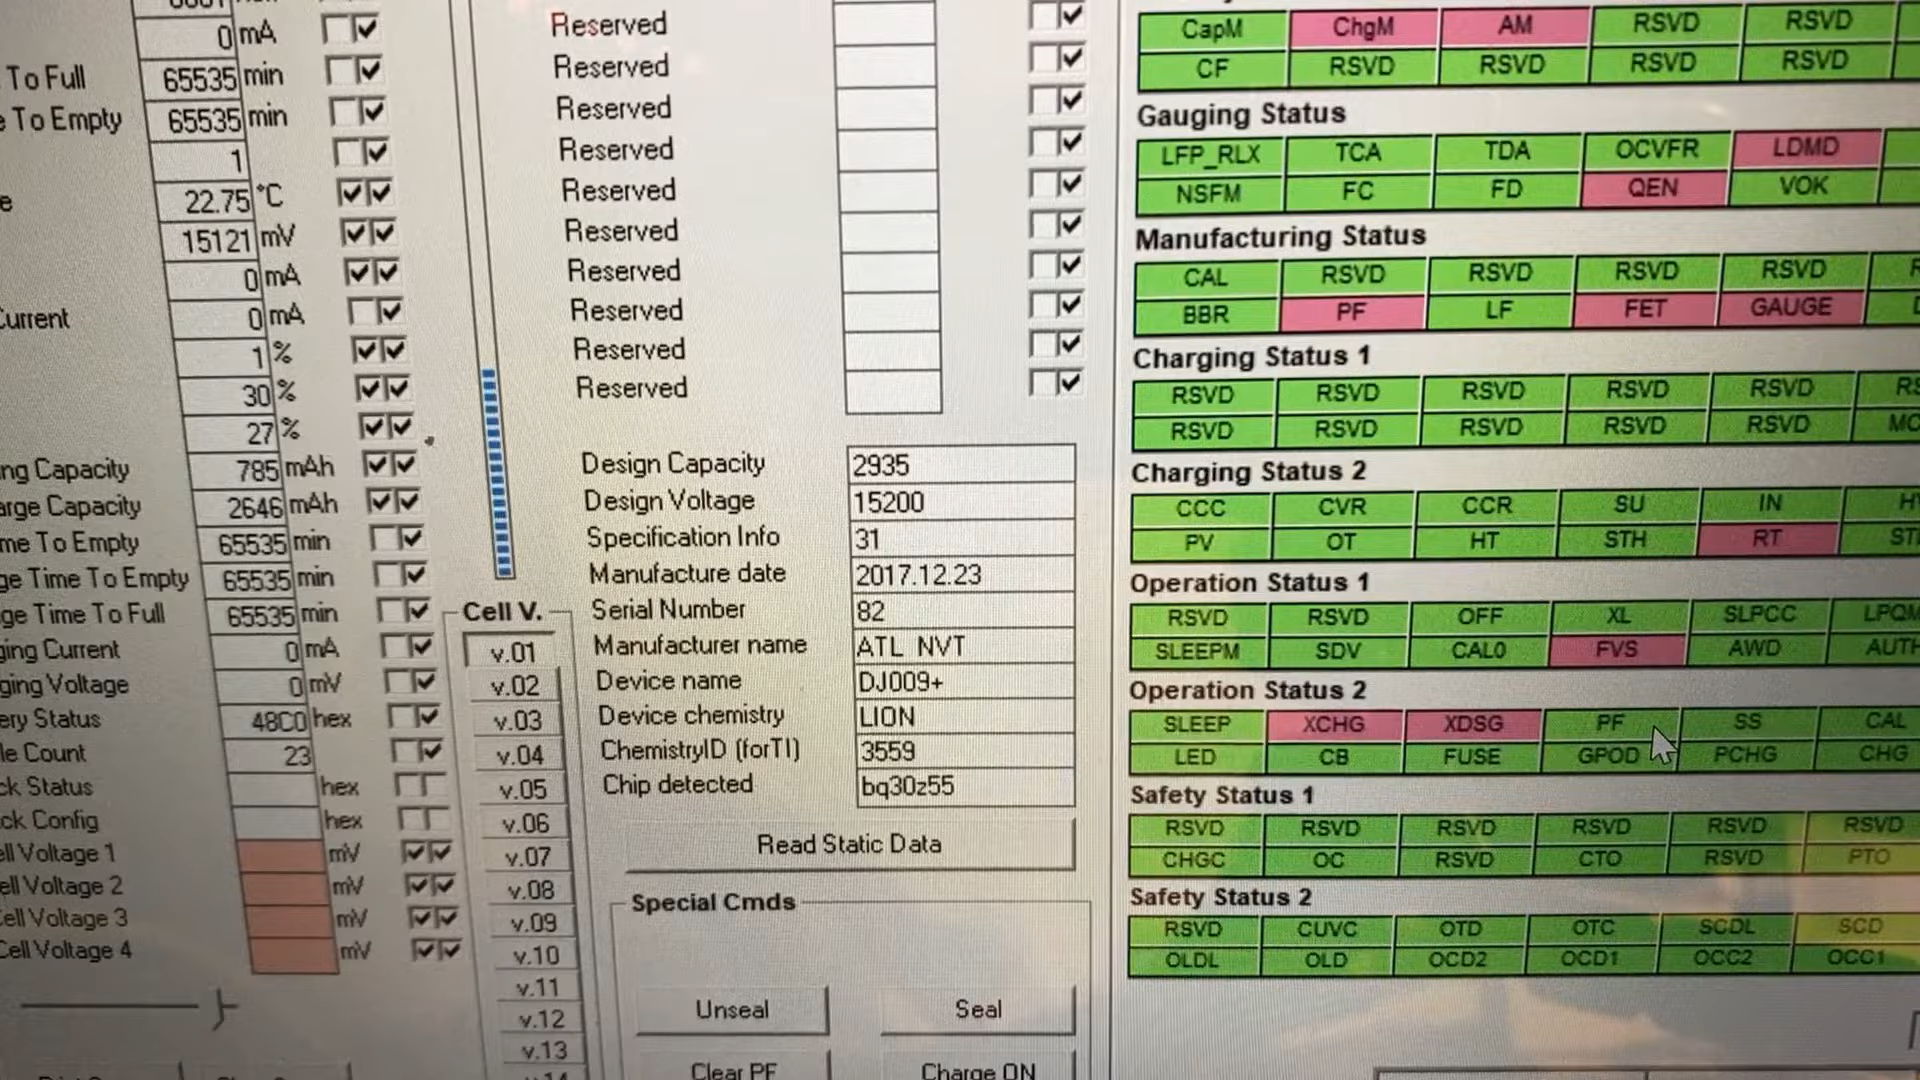 0 mA
To Full 65535 min
e To Empty 65535 min
1
e 22.75 °C
15121 mV
0 mA
Current 0 mA
1 %
30 %
27 %
ng Capacity 785 mAh
arge Capacity 2646 mAh
me To Empty 65535 min
ge Time To Empty 65535 min
ge Time To Full 65535 min
ging Current 0 mA
ging Voltage 0 mV
ery Status 48C0 hex
le Count 23
ck Status hex
ck Config hex
ell Voltage 1 mV
ell Voltage 2 mV
Cell Voltage 3 mV
Cell Voltage 4 mV
Cell V.
v.01
v.02
v.03
v.04
v.05
v.06
v.07
v.08
v.09
v.10
v.11
v.12
v.13
Reserved
Reserved
Reserved
Reserved
Reserved
Reserved
Reserved
Reserved
Reserved
Reserved
Design Capacity 2935
Design Voltage 15200
Specification Info 31
Manufacture date 2017.12.23
Serial Number 82
Manufacturer name ATL NVT
Device name DJ009+
Device chemistry LION
ChemistryID (forTI) 3559
Chip detected bq30z55
Read Static Data
Special Cmds
Unseal Seal
Clear PF Charge ON
CapM ChgM AM RSVD RSVD
CF RSVD RSVD RSVD RSVD
Gauging Status
LFP_RLX TCA TDA OCVFR LDMD
NSFM FC FD QEN VOK
Manufacturing Status
CAL RSVD RSVD RSVD RSVD R
BBR PF LF FET GAUGE
Charging Status 1
RSVD RSVD RSVD RSVD RSVD RS
RSVD RSVD RSVD RSVD RSVD MC
Charging Status 2
CCC CVR CCR SU IN HY
PV OT HT STH RT ST
Operation Status 1
RSVD RSVD OFF XL SLPCC LPQM
SLEEPM SDV CAL0 FVS AWD AUTH
Operation Status 2
SLEEP XCHG XDSG PF SS CAL
LED CB FUSE GPOD PCHG CHG
Safety Status 1
RSVD RSVD RSVD RSVD RSVD RSVD
CHGC OC RSVD CTO RSVD PTO
Safety Status 2
RSVD CUVC OTD OTC SCDL SCD
OLDL OLD OCD2 OCD1 OCC2 OCC1